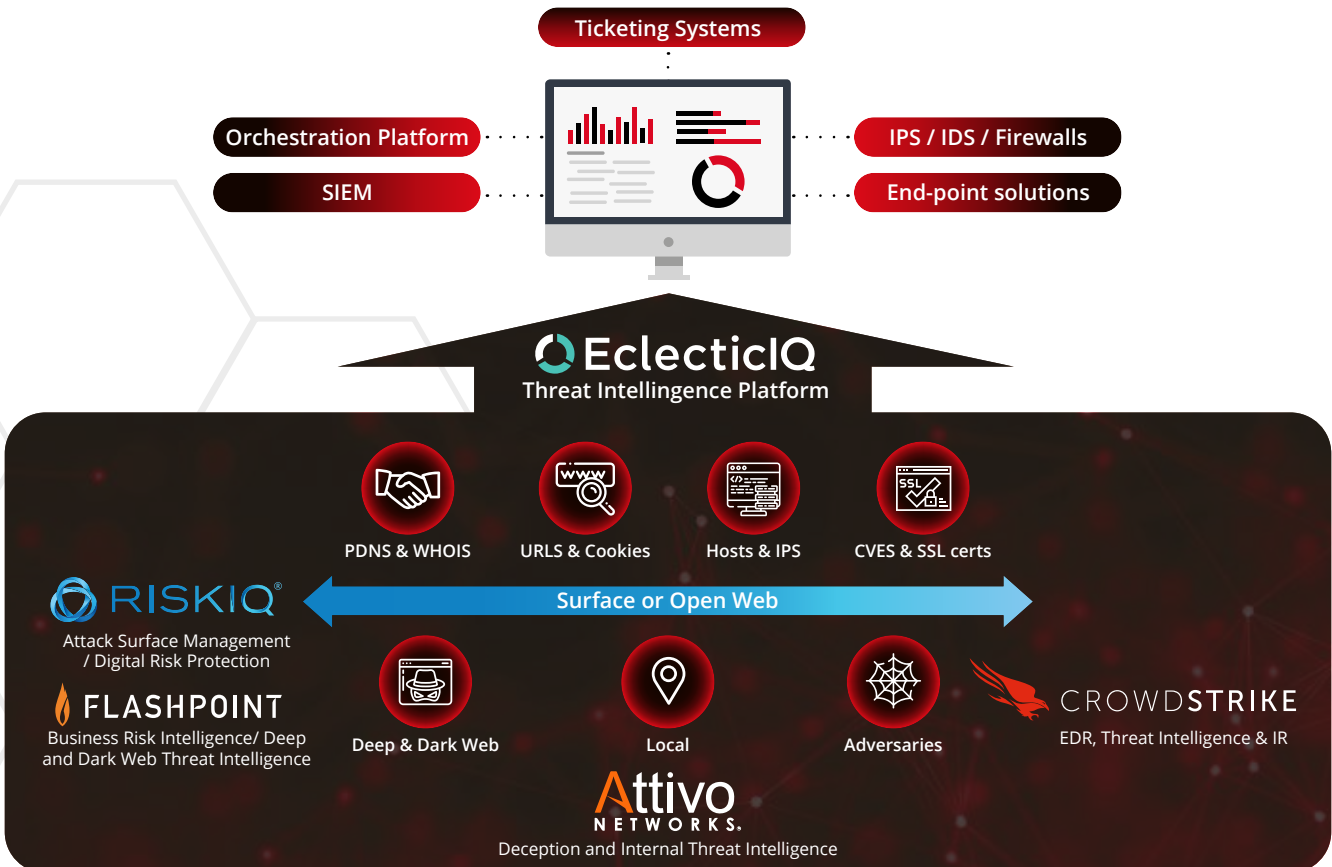 Ticketing Systems
Orchestration Platform
IPS / IDS / Firewalls
SIEM
End-point solutions
EclecticIQ
Threat Intellingence Platform
www
SSL
PDNS & WHOIS
URLS & Cookies
Hosts & IPS
CVES & SSL certs
RISKIQ®
Surface or Open Web
Attack Surface Management
/ Digital Risk Protection
FLASHPOINT
Business Risk Intelligence/ Deep
and Dark Web Threat Intelligence
Deep & Dark Web
Local
Adversaries
CROWDSTRIKE
EDR, Threat Intelligence & IR
Attivo
NETWORKS.
Deception and Internal Threat Intelligence